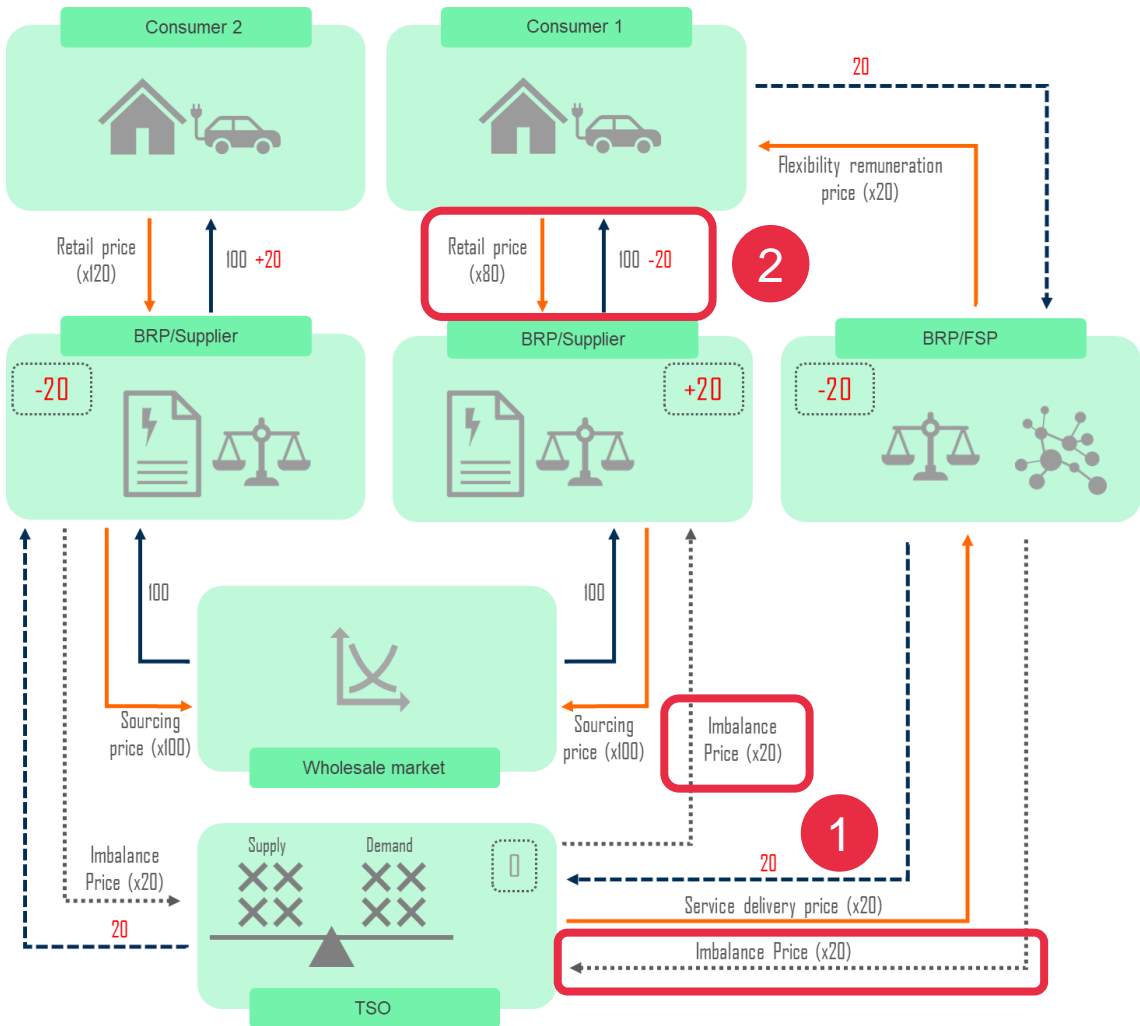 Consumer 2
Consumer 1
20
Flexibility remuneration
price (x20)
Retail price
(x120)
100 +20
Retail price
(x80)
100 -20
2
BRP/Supplier
BRP/Supplier
BRP/FSP
-20
+20
-20
100
100
Sourcing
price (x100)
Sourcing
price (x100)
Imbalance
Price (x20)
Wholesale market
1
Supply
Demand
0
Imbalance
Price (x20)
20
20
Service delivery price (x20)
Imbalance Price (x20)
TSO